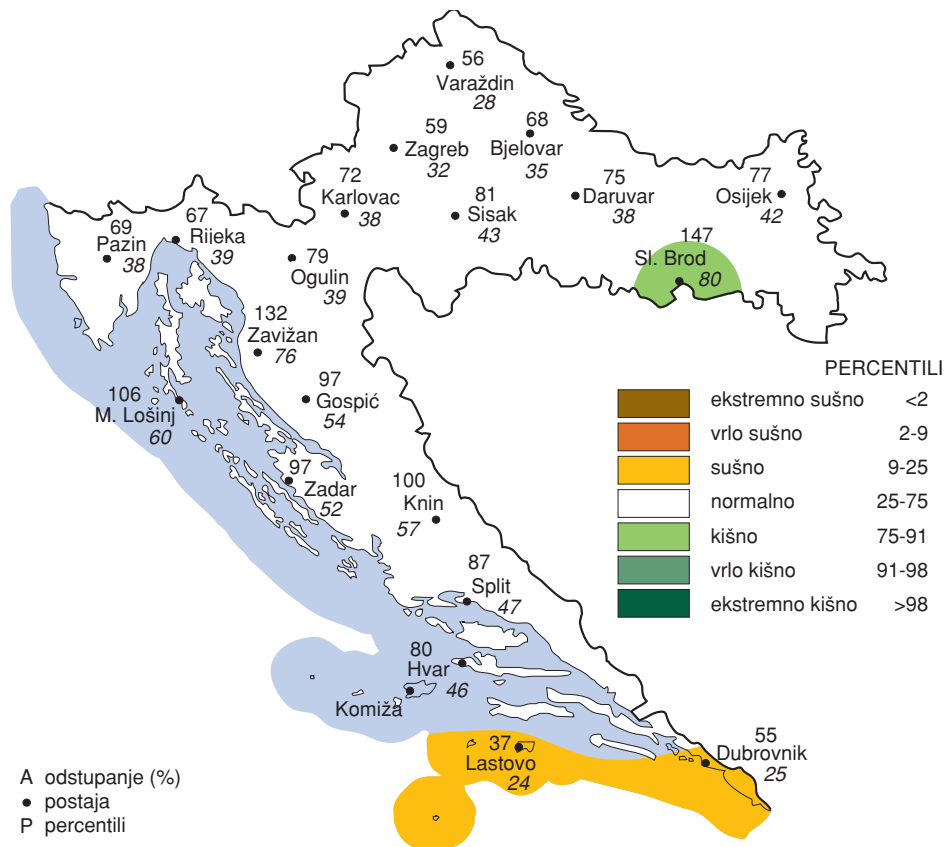 56
Varaždin
28
59
Zagreb
32
68
Bjelovar
35
72
Karlovac
38
81
Sisak
43
75
Daruvar
38
77
Osijek
42
69
Pazin
38
67
Rijeka
39
79
Ogulin
39
147
Sl. Brod
80
132
Zavižan
76
106
M. Lošinj
60
97
Gospić
54
97
Zadar
52
100
Knin
57
87
Split
47
80
Hvar
46
Komiža
37
Lastovo
24
55
Dubrovnik
25
PERCENTILI
ekstremno sušno <2
vrlo sušno 2-9
sušno 9-25
normalno 25-75
kišno 75-91
vrlo kišno 91-98
ekstremno kišno >98
A odstupanje (%)
● postaja
P percentili